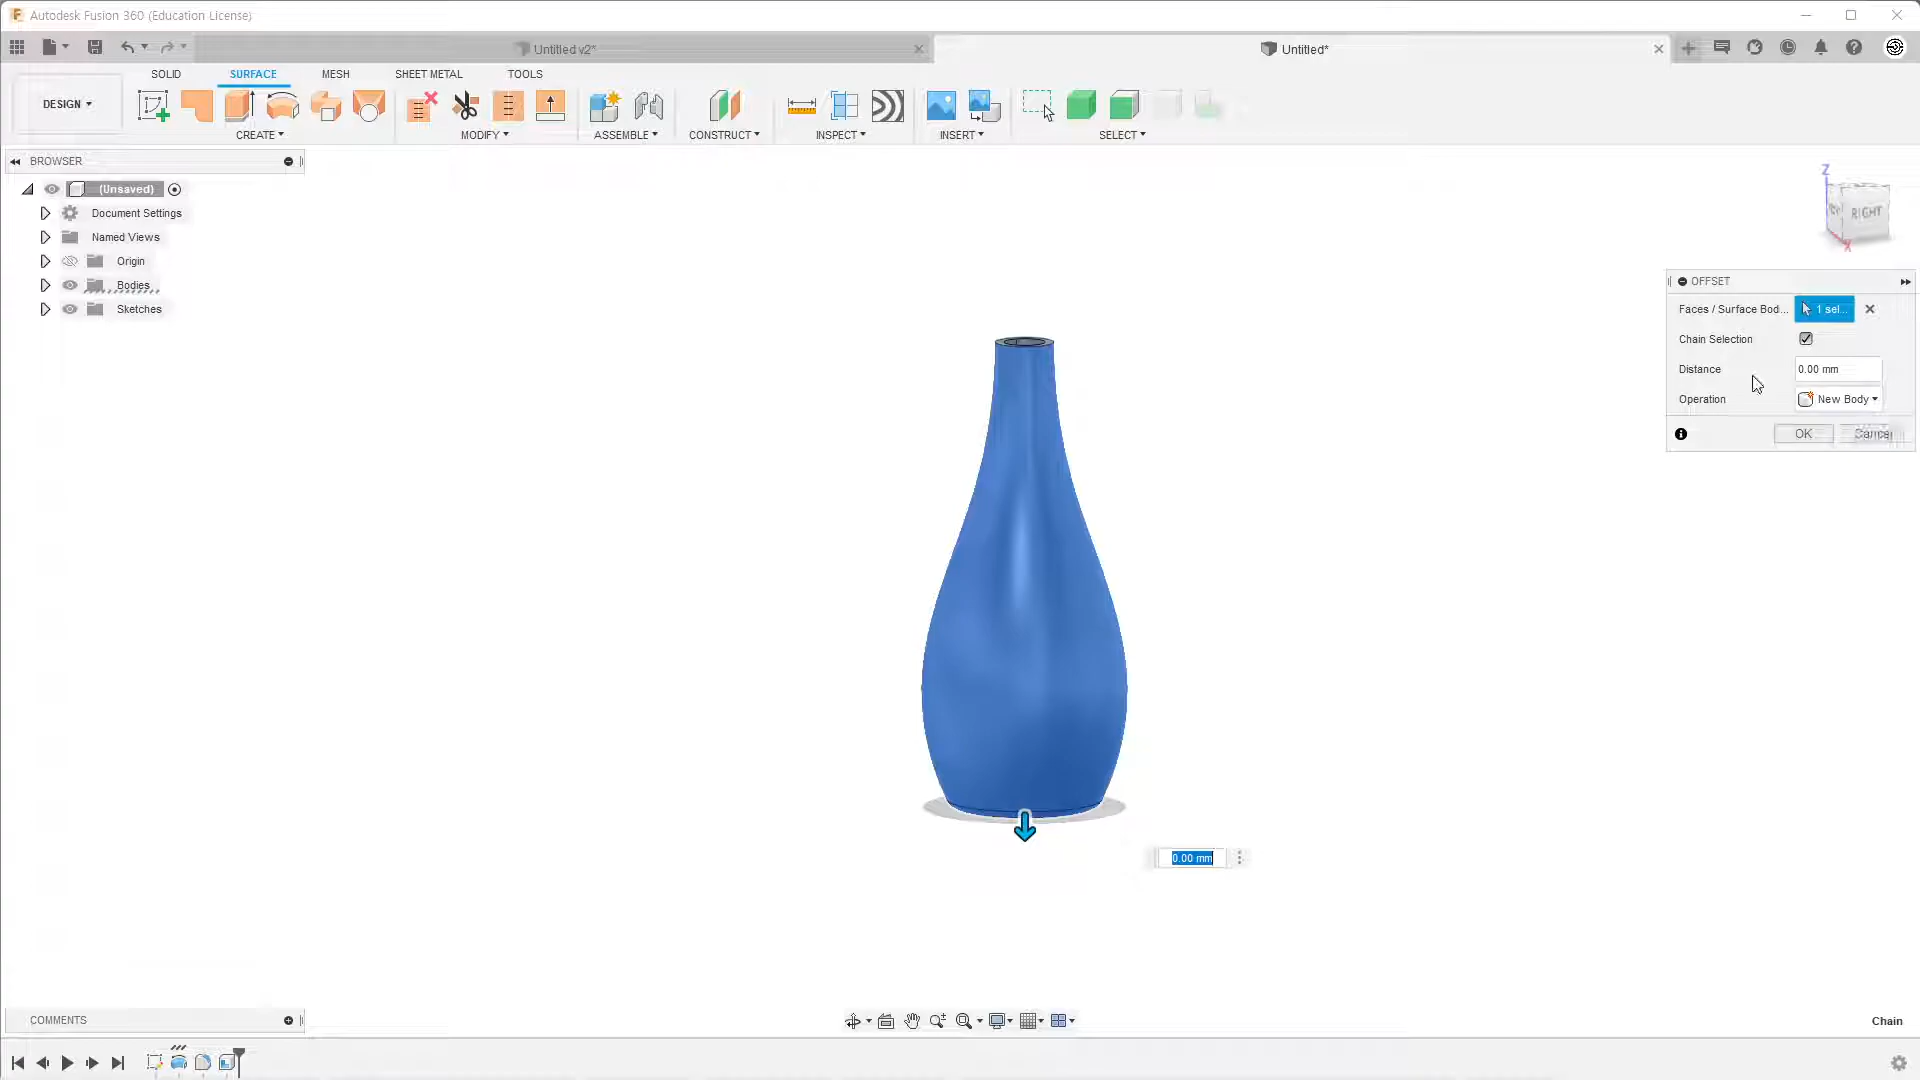 Autodesk Fusion 360 (Education License)
Untitled v2*
Untitled*
SOLID
SURFACE
MESH
SHEET METAL
TOOLS
DESIGN
CREATE
MODIFY
ASSEMBLE
CONSTRUCT
INSPECT
INSERT
SELECT
BROWSER
(Unsaved)
Document Settings
Named Views
Origin
Bodies
Sketches
Z
RIGHT
X
OFFSET
Faces / Surface Bod...
1 sel...
Chain Selection
Distance
0.00 mm
Operation
New Body
OK
Cancel
0.00 mm
COMMENTS
Chain